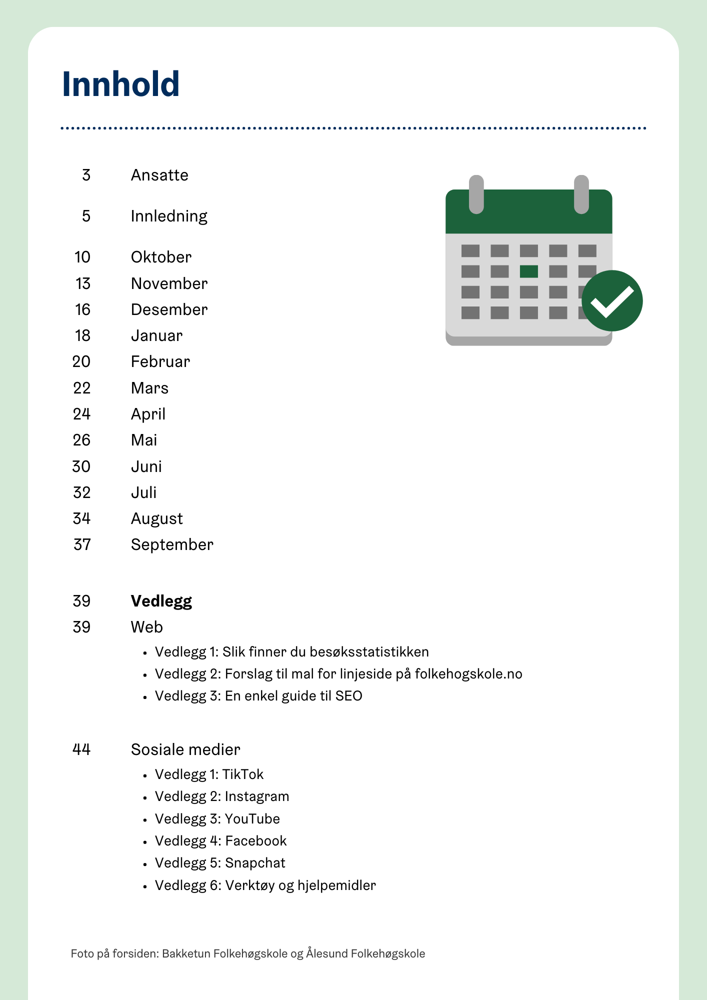 Innhold
3 Ansatte
5 Innledning
10 Oktober
13 November
16 Desember
18 Januar
20 Februar
22 Mars
24 April
26 Mai
30 Juni
32 Juli
34 August
37 September
39 Vedlegg
39 Web
• Vedlegg 1: Slik finner du besøksstatistikken
• Vedlegg 2: Forslag til mal for linjeside på folkehogskole.no
• Vedlegg 3: En enkel guide til SEO
44 Sosiale medier
• Vedlegg 1: TikTok
• Vedlegg 2: Instagram
• Vedlegg 3: YouTube
• Vedlegg 4: Facebook
• Vedlegg 5: Snapchat
• Vedlegg 6: Verktøy og hjelpemidler
Foto på forsiden: Bakketun Folkehøgskole og Ålesund Folkehøgskole